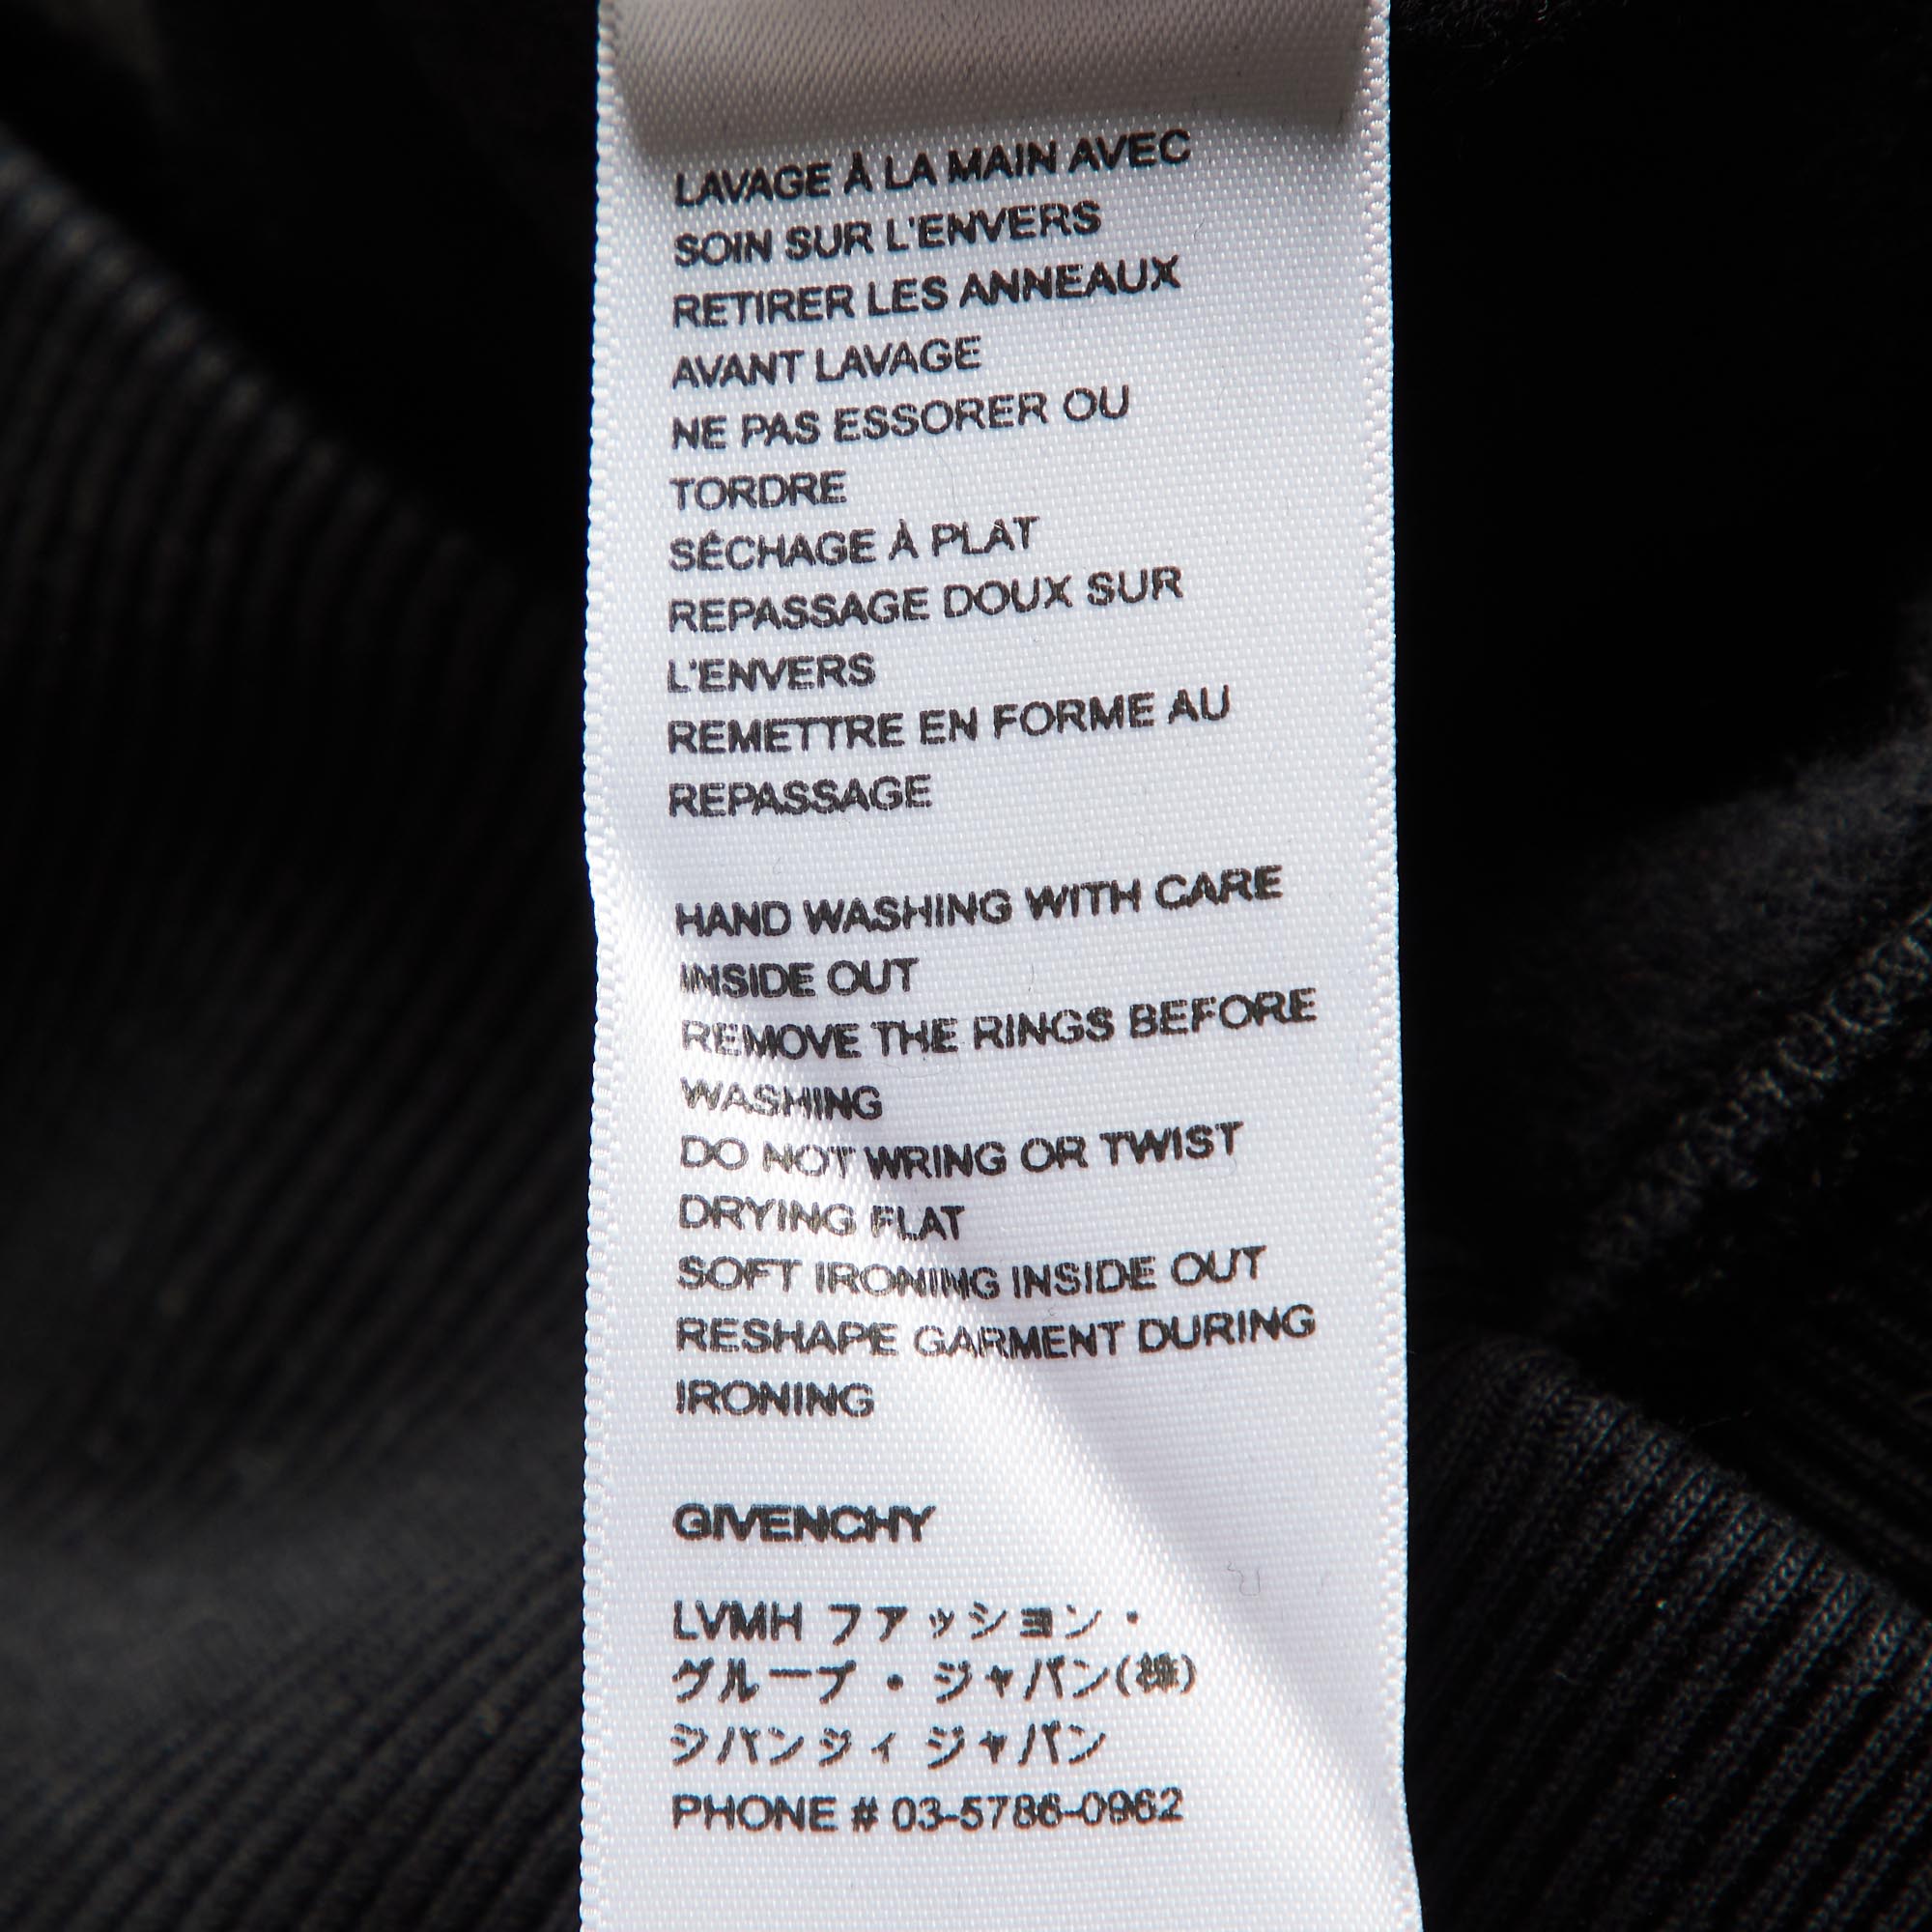 LAVAGE À LA MAIN AVEC
SOIN SUR L'ENVERS
RETIRER LES ANNEAUX
AVANT LAVAGE
NE PAS ESSORER OU
TORDRE
SÉCHAGE À PLAT
REPASSAGE DOUX SUR
L'ENVERS
REMETTRE EN FORME AU
REPASSAGE
HAND WASHING WITH CARE
INSIDE OUT
REMOVE THE RINGS BEFORE
WASHING
DO NOT WRING OR TWIST
DRYING FLAT
SOFT IRONING INSIDE OUT
RESHAPE GARMENT DURING
IRONING
GIVENCHY
LVMH ファッション・
グループ・ジャパン(株)
ジバンシィ ジャパン
PHONE # 03-5786-0962